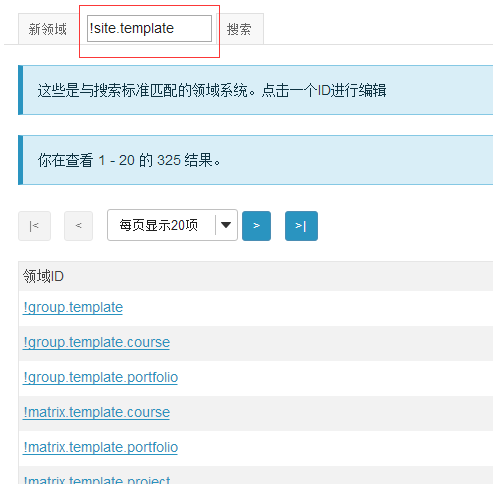 新领域 !site.template 搜索
这些是与搜索标准匹配的领域系统。点击一个ID进行编辑
你在查看 1 - 20 的 325 结果。
|< < 每页显示20项 > >|
领域ID
!group.template
!group.template.course
!group.template.portfolio
!matrix.template.course
!matrix.template.portfolio
!matrix.template.project